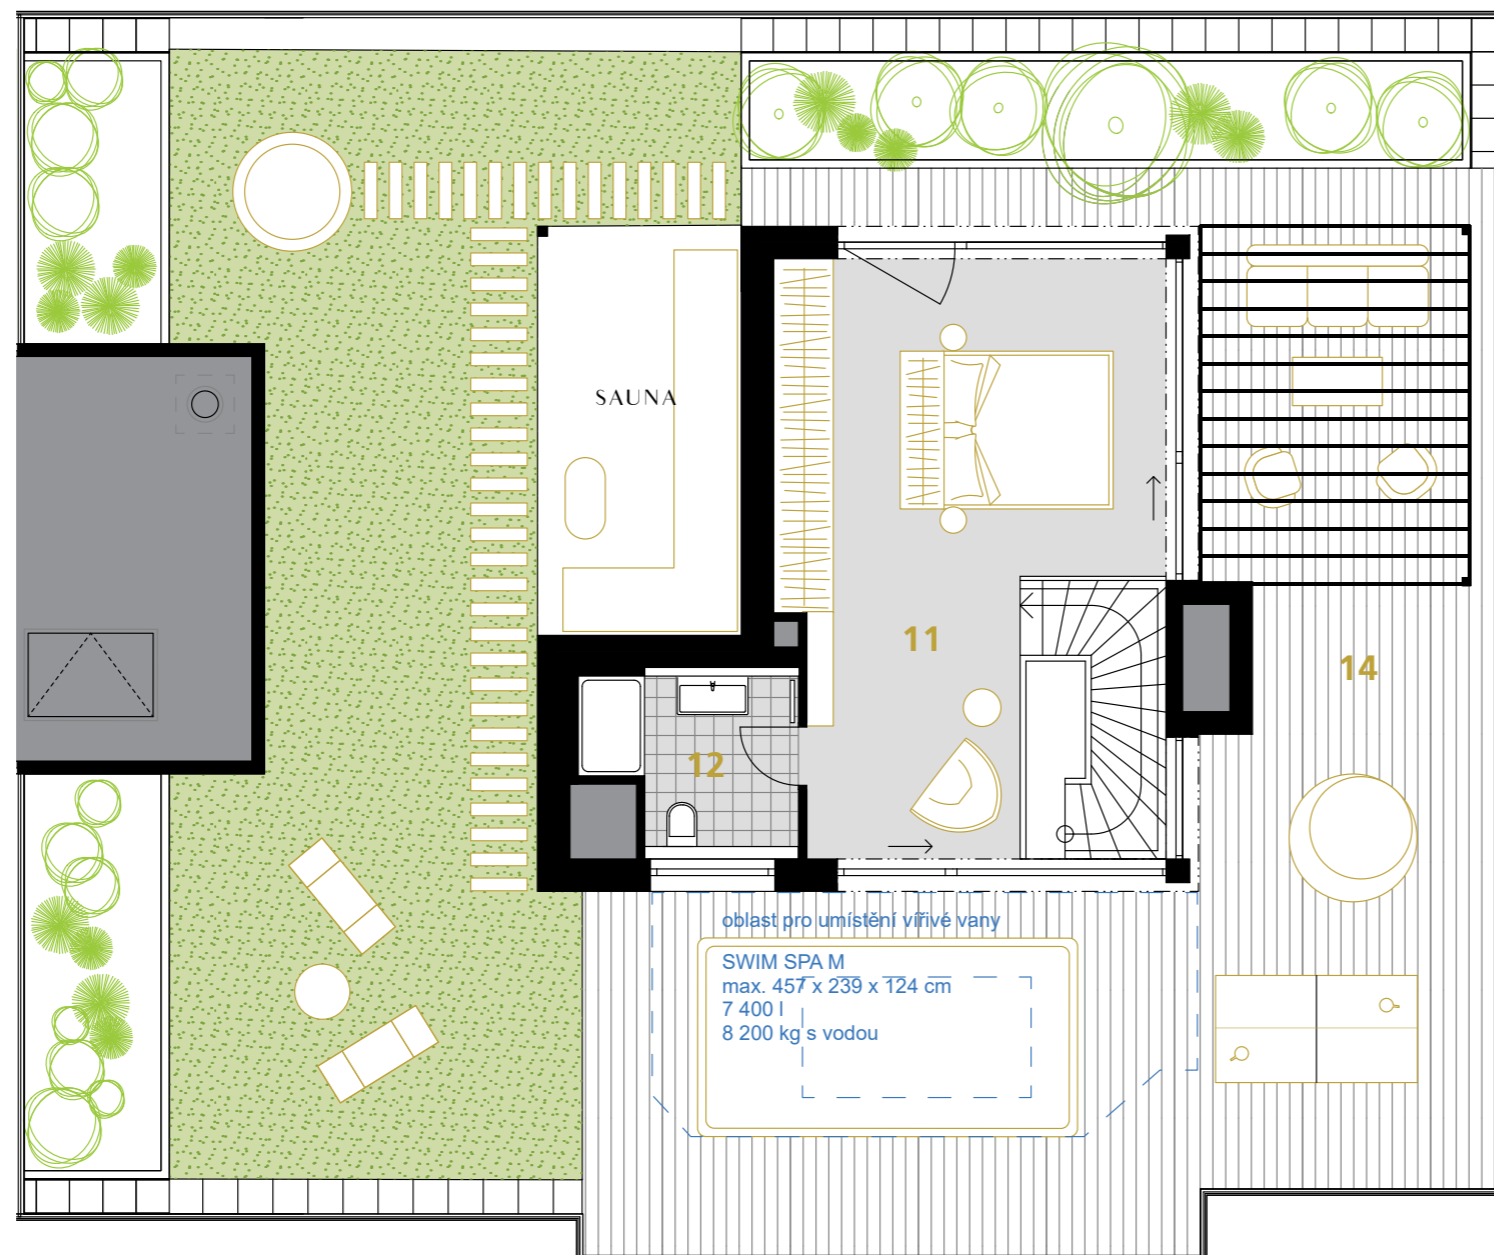 SAUNA
11
14
12
oblast pro umístění vířivé vany
SWIM SPA M
max. 457 x 239 x 124 cm
7 400 l
8 200 kg s vodou